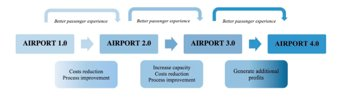 Better passenger experience
Better passenger experience
Better passenger experience
AIRPORT 1.0
AIRPORT 2.0
AIRPORT 3.0
AIRPORT 4.0
Costs reduction
Process improvement
Increase capacity
Costs reduction
Process improvement
Generate additional
profits